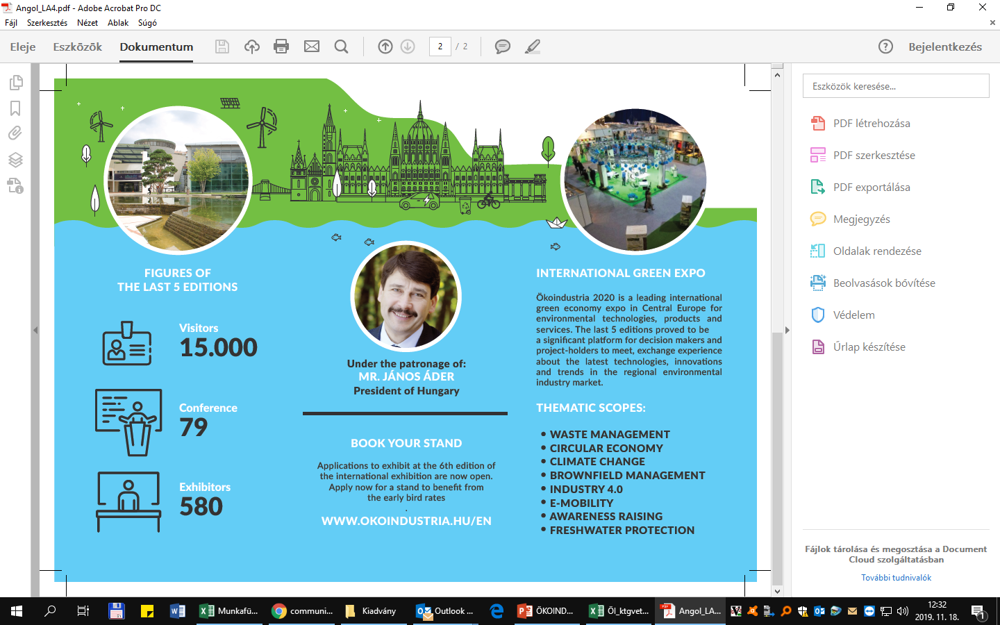 Angol_LA4.pdf - Adobe Acrobat Pro DC
Fájl Szerkesztés Nézet Ablak Súgó
Eleje Eszközök Dokumentum 2 / 2 Bejelentkezés
FIGURES OF
THE LAST 5 EDITIONS
Visitors
15.000
Conference
79
Exhibitors
580
Under the patronage of:
MR. JÁNOS ÁDER
President of Hungary
BOOK YOUR STAND
Applications to exhibit at the 6th edition of
the international exhibition are now open.
Apply now for a stand to benefit from
the early bird rates
.
WWW.OKOINDUSTRIA.HU/EN
INTERNATIONAL GREEN EXPO
Ökoindustria 2020 is a leading international
green economy expo in Central Europe for
environmental technologies, products and
services. The last 5 editions proved to be
a significant platform for decision makers and
project-holders to meet, exchange experience
about the latest technologies, innovations
and trends in the regional environmental
industry market.
THEMATIC SCOPES:
• WASTE MANAGEMENT
• CIRCULAR ECONOMY
• CLIMATE CHANGE
• BROWNFIELD MANAGEMENT
• INDUSTRY 4.0
• E-MOBILITY
• AWARENESS RAISING
• FRESHWATER PROTECTION
Eszközök keresése...
PDF létrehozása
PDF szerkesztése
PDF exportálása
Megjegyzés
Oldalak rendezése
Beolvasások bővítése
Védelem
Űrlap készítése
Fájlok tárolása és megosztása a Document
Cloud szolgáltatásban
További tudnivalók
Munkafü... communi... Kiadvány Outlook ... ÖKOIND... Öl_ktgvet... Angol_LA... 12:32
2019. 11. 18. 1